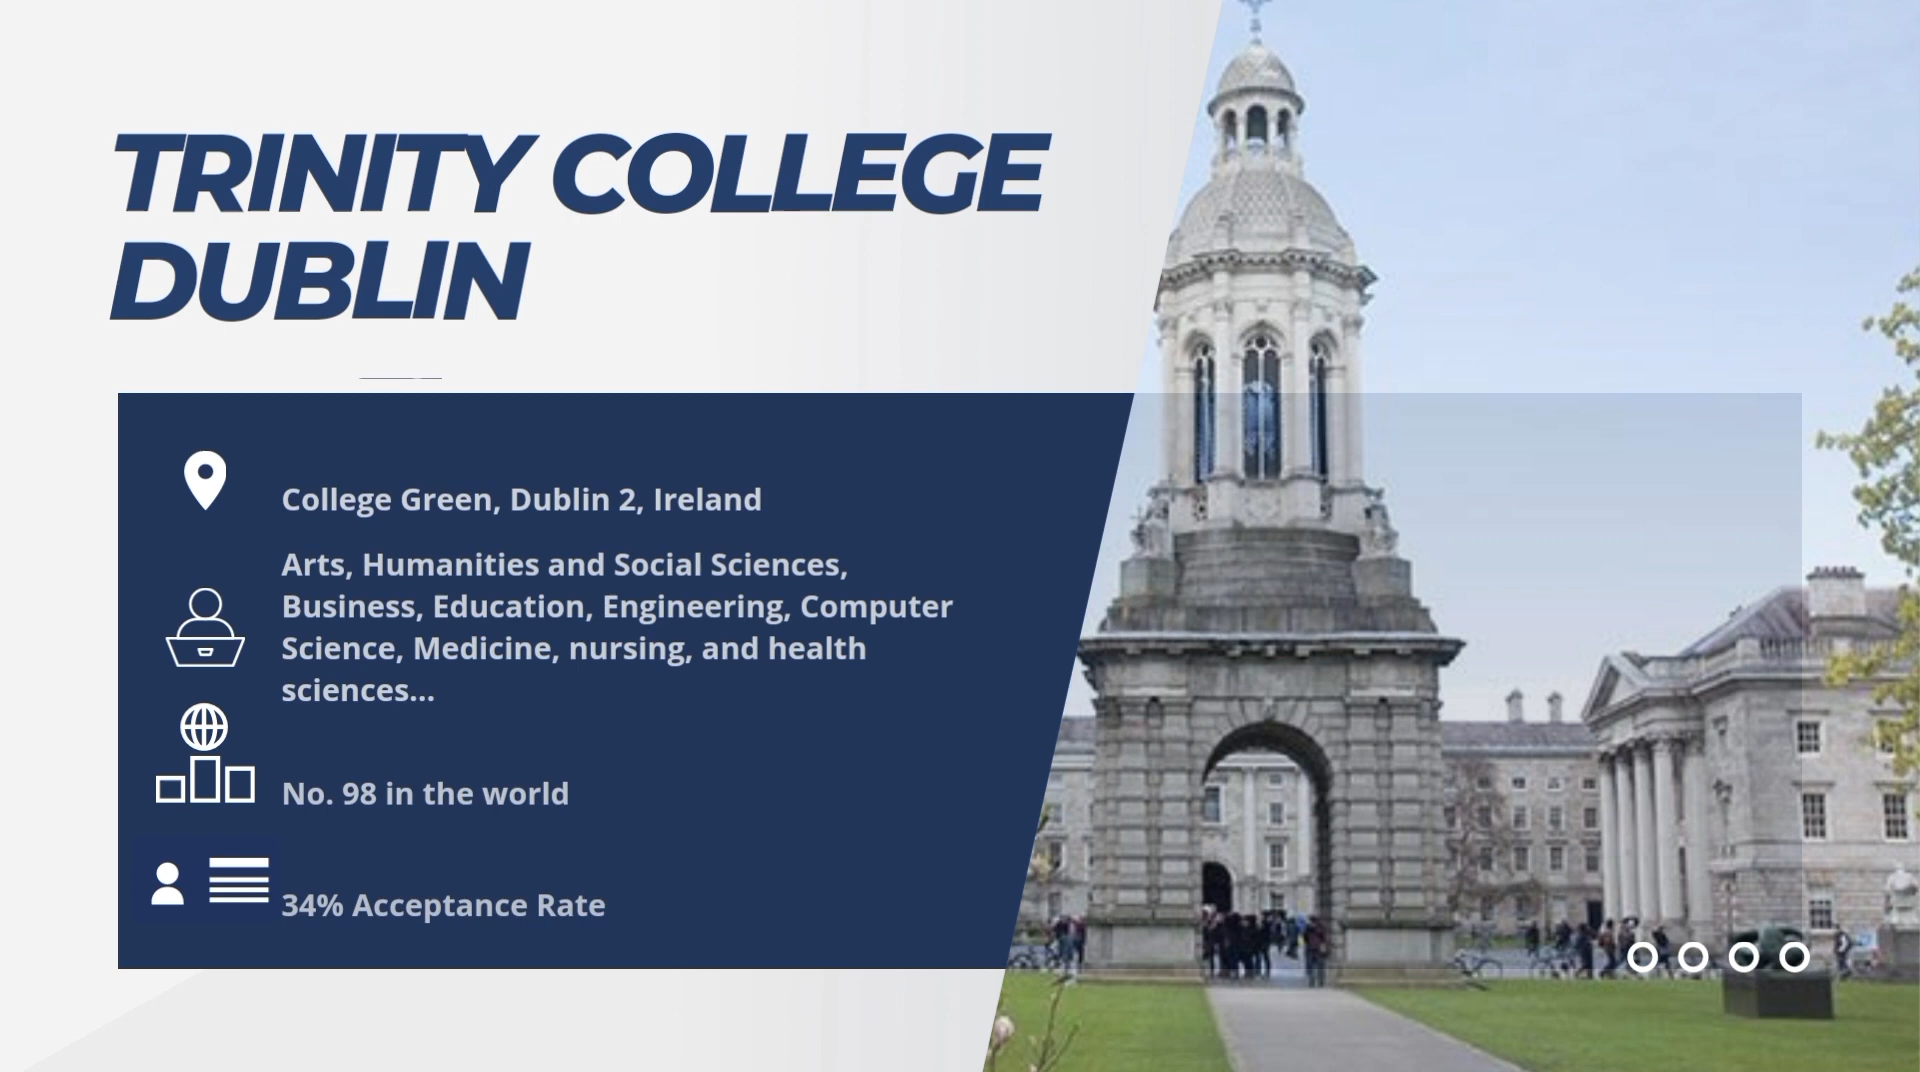 TRINITY COLLEGE
DUBLIN
College Green, Dublin 2, Ireland
Arts, Humanities and Social Sciences,
Business, Education, Engineering, Computer
Science, Medicine, nursing, and health
sciences...
No. 98 in the world
34% Acceptance Rate